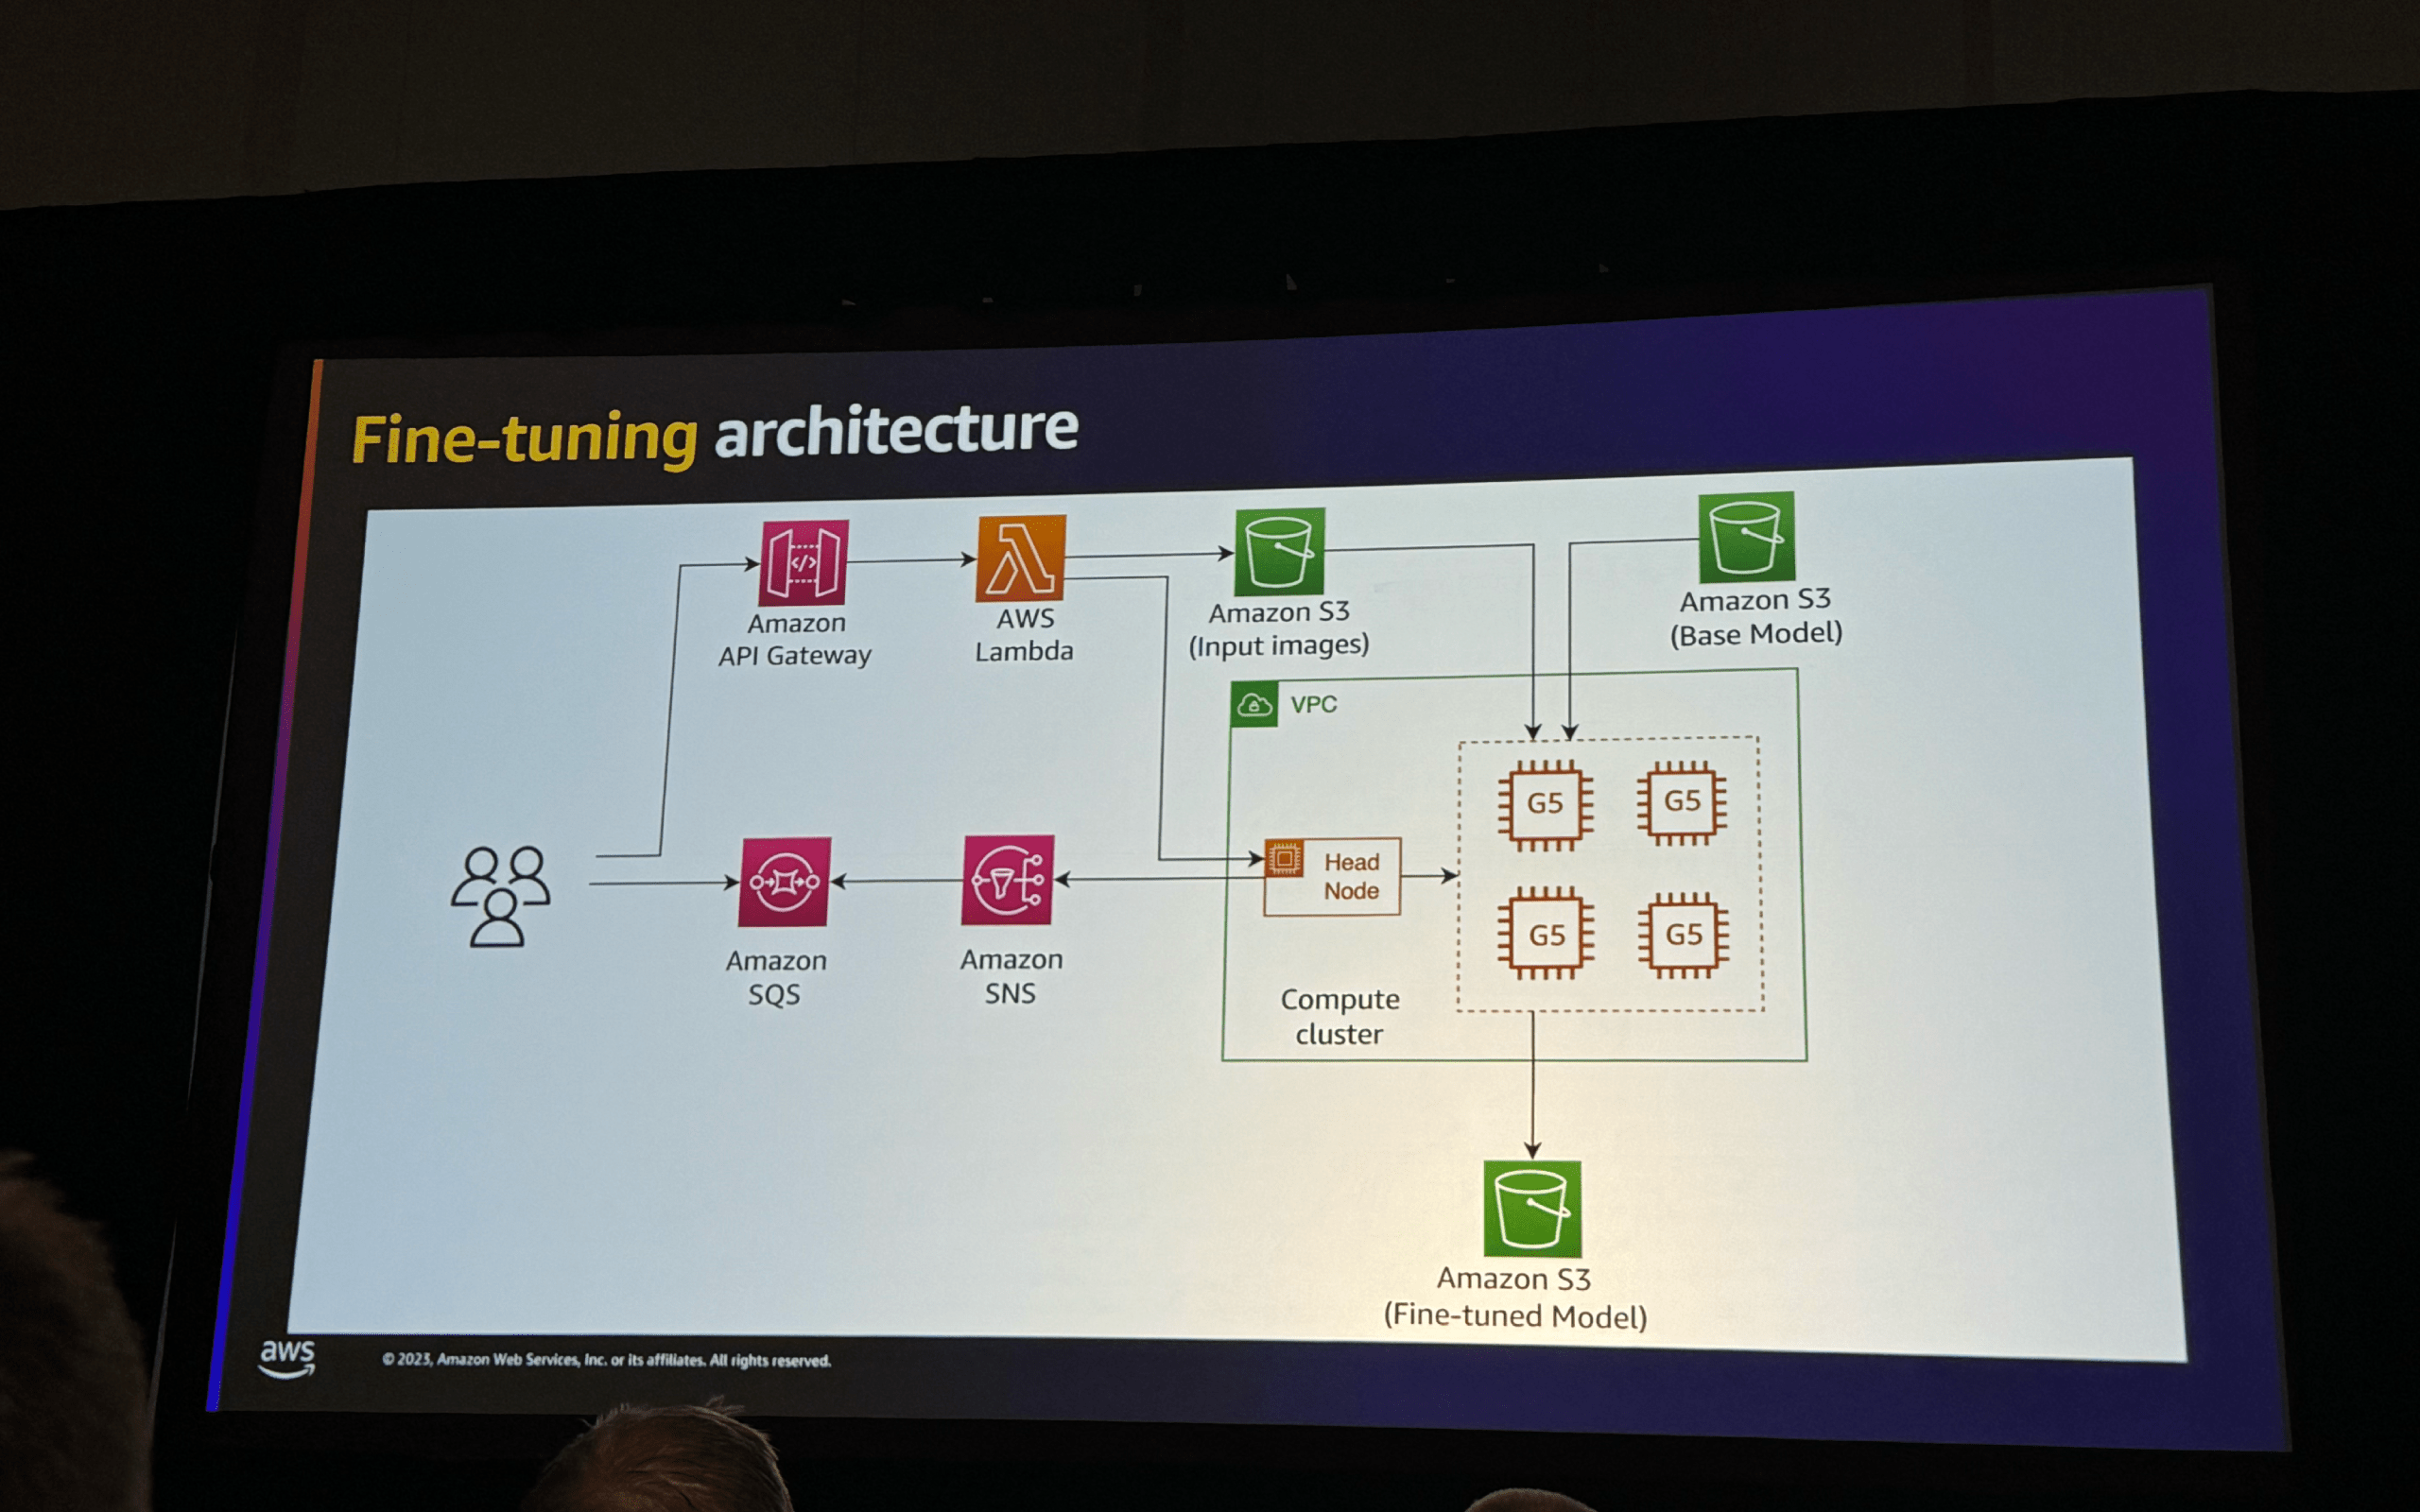 Fine-tuning architecture
Amazon
API Gateway
AWS
Lambda
Amazon S3
(Input images)
Amazon S3
(Base Model)
VPC
G5
G5
Head
Node
G5
G5
Amazon
SQS
Amazon
SNS
Compute
cluster
Amazon S3
(Fine-tuned Model)
aws
© 2023, Amazon Web Services, Inc. or its affiliates. All rights reserved.